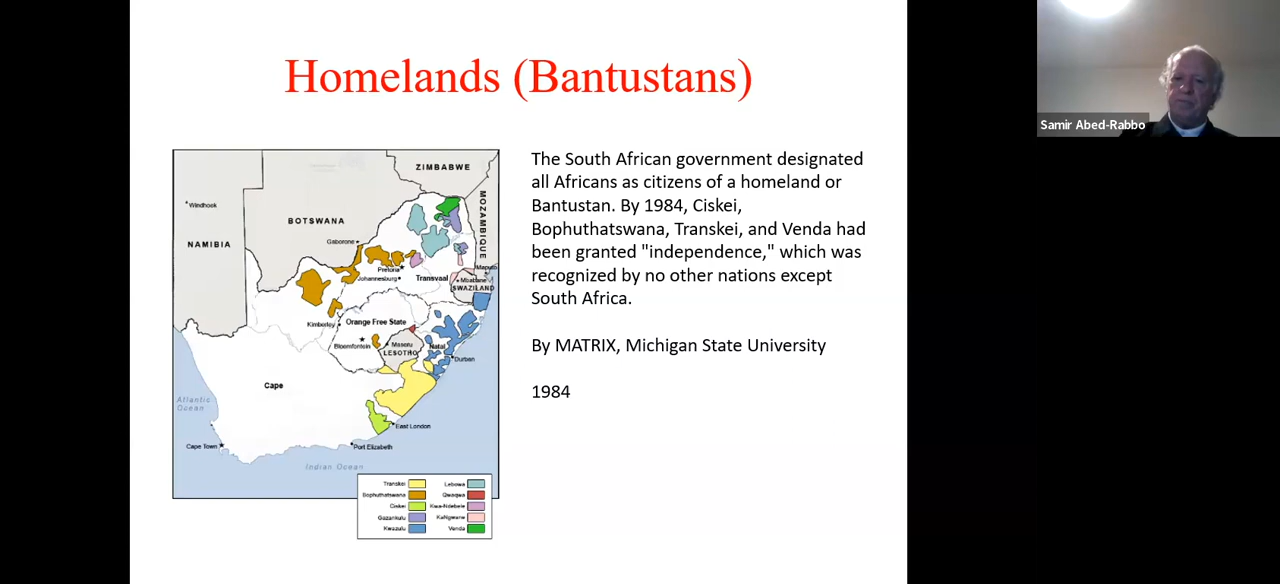 Homelands (Bantustans)
Samir Abed-Rabbo
The South African government designated
all Africans as citizens of a homeland or
Bantustan. By 1984, Ciskei,
Bophuthatswana, Transkei, and Venda had
been granted "independence," which was
recognized by no other nations except
South Africa.
By MATRIX, Michigan State University
1984
ZIMBABWE
Windhoek
BOTSWANA
MOZAMBIQUE
NAMIBIA
Gaborone
Pretoria
Maputo
Johannesburg
Transvaal
Mbabane
SWAZILAND
Kimberley
Orange Free State
Bloemfontein
Maseru
LESOTHO
Natal
Durban
Cape
Atlantic
Ocean
East London
Cape Town
Port Elizabeth
Indian Ocean
Transkei
Lebowa
Bophuthatswana
Qwaqwa
Ciskei
Kwa-Ndebele
Gazankulu
KaNgwane
Kwazulu
Venda